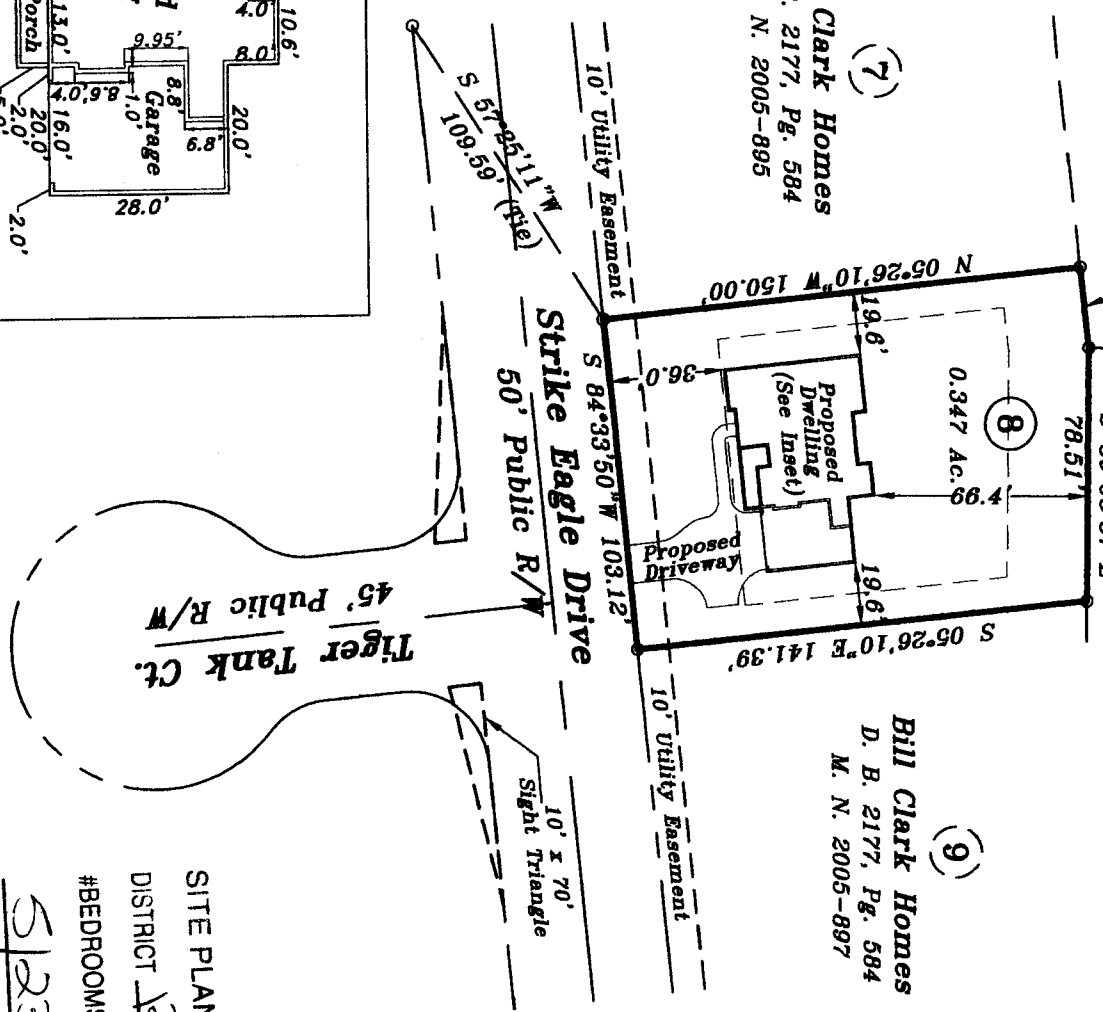 Clark Homes
2177, Pg. 584
N. 2005-895
(7)
10' Utility Easement
S 57°25'11"W
109.59' (Tie)
N 05°26'10"W 150.00'
19.6'
36.0'
Proposed
Dwelling
(See Inset)
0.347 Ac.
8
78.51'
66.4'
19.6'
Proposed
Driveway
S 84°33'50"W 103.12'
S 05°26'10"E 141.39'
Strike Eagle Drive
50' Public R/W
Tiger Tank Ct.
45' Public R/W
10' Utility Easement
10' x 70'
Sight Triangle
(9)
Bill Clark Homes
D. B. 2177, Pg. 584
M. N. 2005-897
4.0'
10.6'
13.0'
9.95'
8.0'
Porch
4.0'
8.6'
1.0'
8.8'
Garage
6.8'
20.0'
16.0'
20.0'
2.0'
28.0'
2.0'
SITE PLAN
DISTRICT
#BEDROOMS
5/23